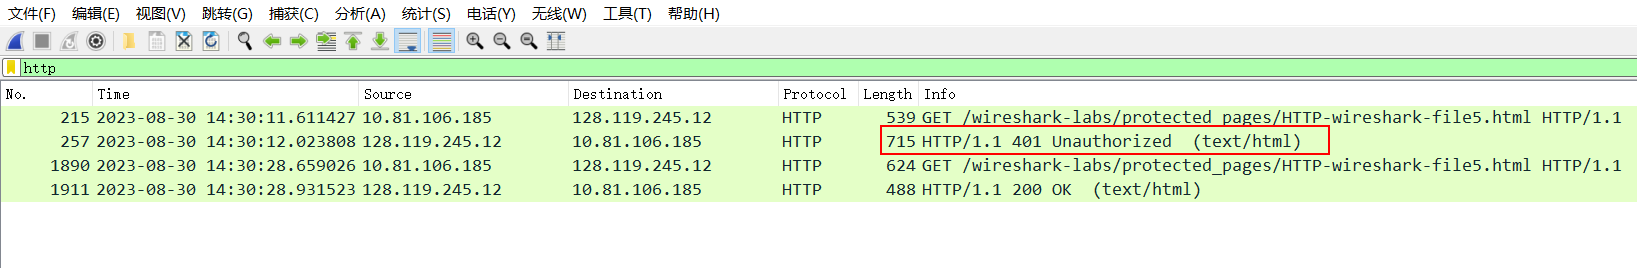 文件(F) 编辑(E) 视图(V) 跳转(G) 捕获(C) 分析(A) 统计(S) 电话(Y) 无线(W) 工具(T) 帮助(H)
http
No. Time Source Destination Protocol Length Info
215 2023-08-30 14:30:11.611427 10.81.106.185 128.119.245.12 HTTP 539 GET /wireshark-labs/protected_pages/HTTP-wireshark-file5.html HTTP/1.1
257 2023-08-30 14:30:12.023808 128.119.245.12 10.81.106.185 HTTP 715 HTTP/1.1 401 Unauthorized (text/html)
1890 2023-08-30 14:30:28.659026 10.81.106.185 128.119.245.12 HTTP 624 GET /wireshark-labs/protected_pages/HTTP-wireshark-file5.html HTTP/1.1
1911 2023-08-30 14:30:28.931523 128.119.245.12 10.81.106.185 HTTP 488 HTTP/1.1 200 OK (text/html)